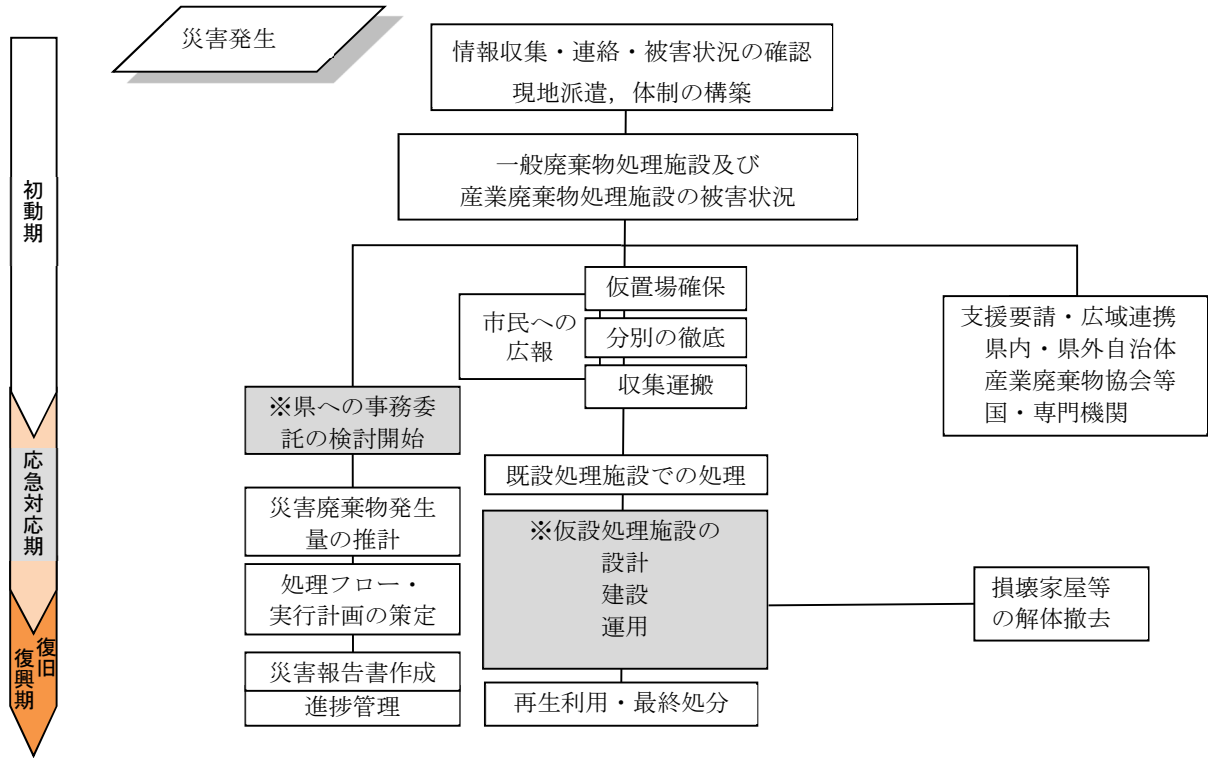 災害発生
情報収集・連絡・被害状況の確認
現地派遣，体制の構築
一般廃棄物処理施設及び
産業廃棄物処理施設の被害状況
初動期
仮置場確保
市民への
広報
分別の徹底
収集運搬
支援要請・広域連携
県内・県外自治体
産業廃棄物協会等
国・専門機関
※県への事務委
託の検討開始
応急対応期
既設処理施設での処理
災害廃棄物発生
量の推計
※仮設処理施設の
設計
建設
運用
処理フロー・
実行計画の策定
損壊家屋等
の解体撤去
復旧
復興期
災害報告書作成
進捗管理
再生利用・最終処分